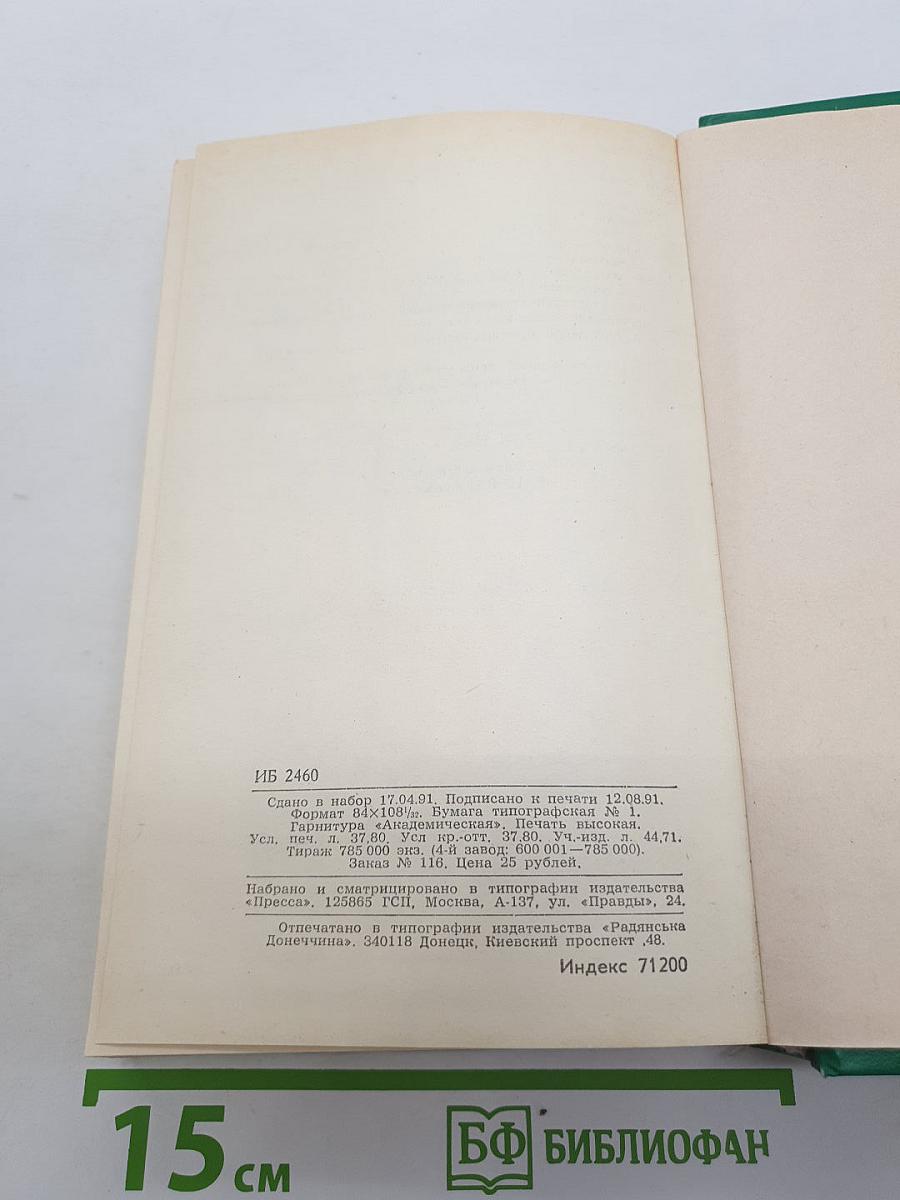 ИБ 2460
Сдано в набор 17.04.91. Подписано к печати 12.08.91.
Формат 84×108¹/₃₂. Бумага типографская № 1.
Гарнитура «Академическая». Печать высокая.
Усл. печ. л. 37,80. Усл кр.-отт. 37,80. Уч.-изд. л. 44,71.
Тираж 785 000 экз. (4-й завод: 600 001—785 000).
Заказ № 116. Цена 25 рублей.
Набрано и сматрицировано в типографии издательства
«Пресса». 125865 ГСП, Москва, А-137, ул. «Правды», 24.
Отпечатано в типографии издательства «Радянська
Донеччина». 340118 Донецк, Киевский проспект ,48.
Индекс 71200
15 см
БФ БИБЛИОФАН